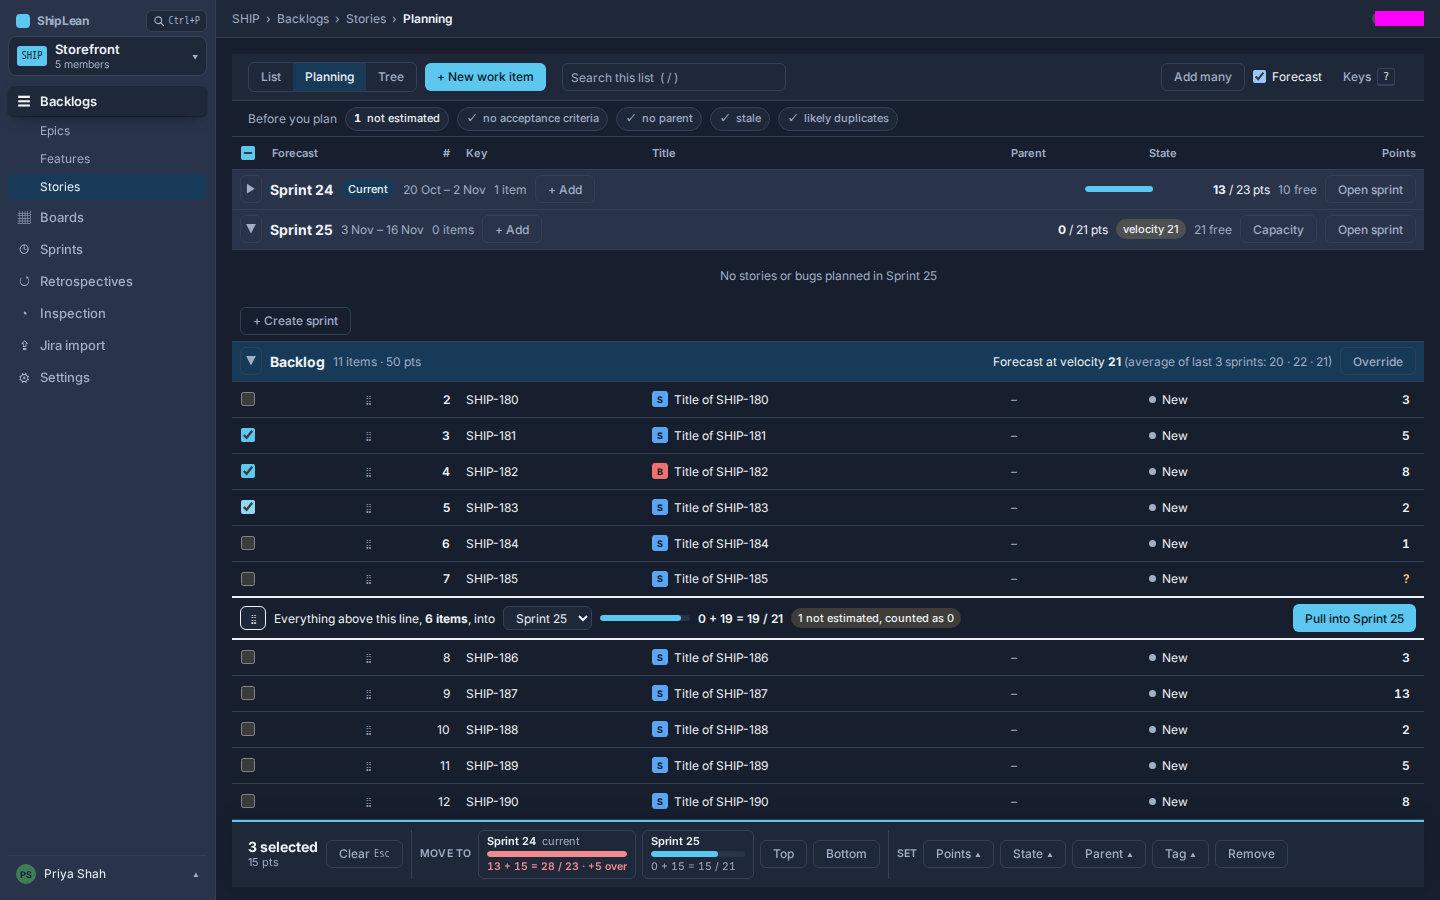 ShipLean
Ctrl+P
SHIP
Storefront
5 members
Backlogs
Epics
Features
Stories
Boards
Sprints
Retrospectives
Inspection
Jira import
Settings
PS Priya Shah
SHIP › Backlogs › Stories › Planning
List Planning Tree + New work item Search this list ( / ) Add many Forecast Keys ?
Before you plan 1 not estimated ✓ no acceptance criteria ✓ no parent ✓ stale ✓ likely duplicates
Forecast # Key Title Parent State Points
Sprint 24 Current 20 Oct – 2 Nov 1 item + Add 13 / 23 pts 10 free Open sprint
Sprint 25 3 Nov – 16 Nov 0 items + Add 0 / 21 pts velocity 21 21 free Capacity Open sprint
No stories or bugs planned in Sprint 25
+ Create sprint
Backlog 11 items · 50 pts Forecast at velocity 21 (average of last 3 sprints: 20 · 22 · 21) Override
2 SHIP-180 S Title of SHIP-180 – New 3
3 SHIP-181 S Title of SHIP-181 – New 5
4 SHIP-182 B Title of SHIP-182 – New 8
5 SHIP-183 S Title of SHIP-183 – New 2
6 SHIP-184 S Title of SHIP-184 – New 1
7 SHIP-185 S Title of SHIP-185 – New ?
Everything above this line, 6 items, into Sprint 25 0 + 19 = 19 / 21 1 not estimated, counted as 0 Pull into Sprint 25
8 SHIP-186 S Title of SHIP-186 – New 3
9 SHIP-187 S Title of SHIP-187 – New 13
10 SHIP-188 S Title of SHIP-188 – New 2
11 SHIP-189 S Title of SHIP-189 – New 5
12 SHIP-190 S Title of SHIP-190 – New 8
3 selected
15 pts
Clear Esc
MOVE TO
Sprint 24 current
13 + 15 = 28 / 23 · +5 over
Sprint 25
0 + 15 = 15 / 21
Top Bottom SET Points ▴ State ▴ Parent ▴ Tag ▴ Remove